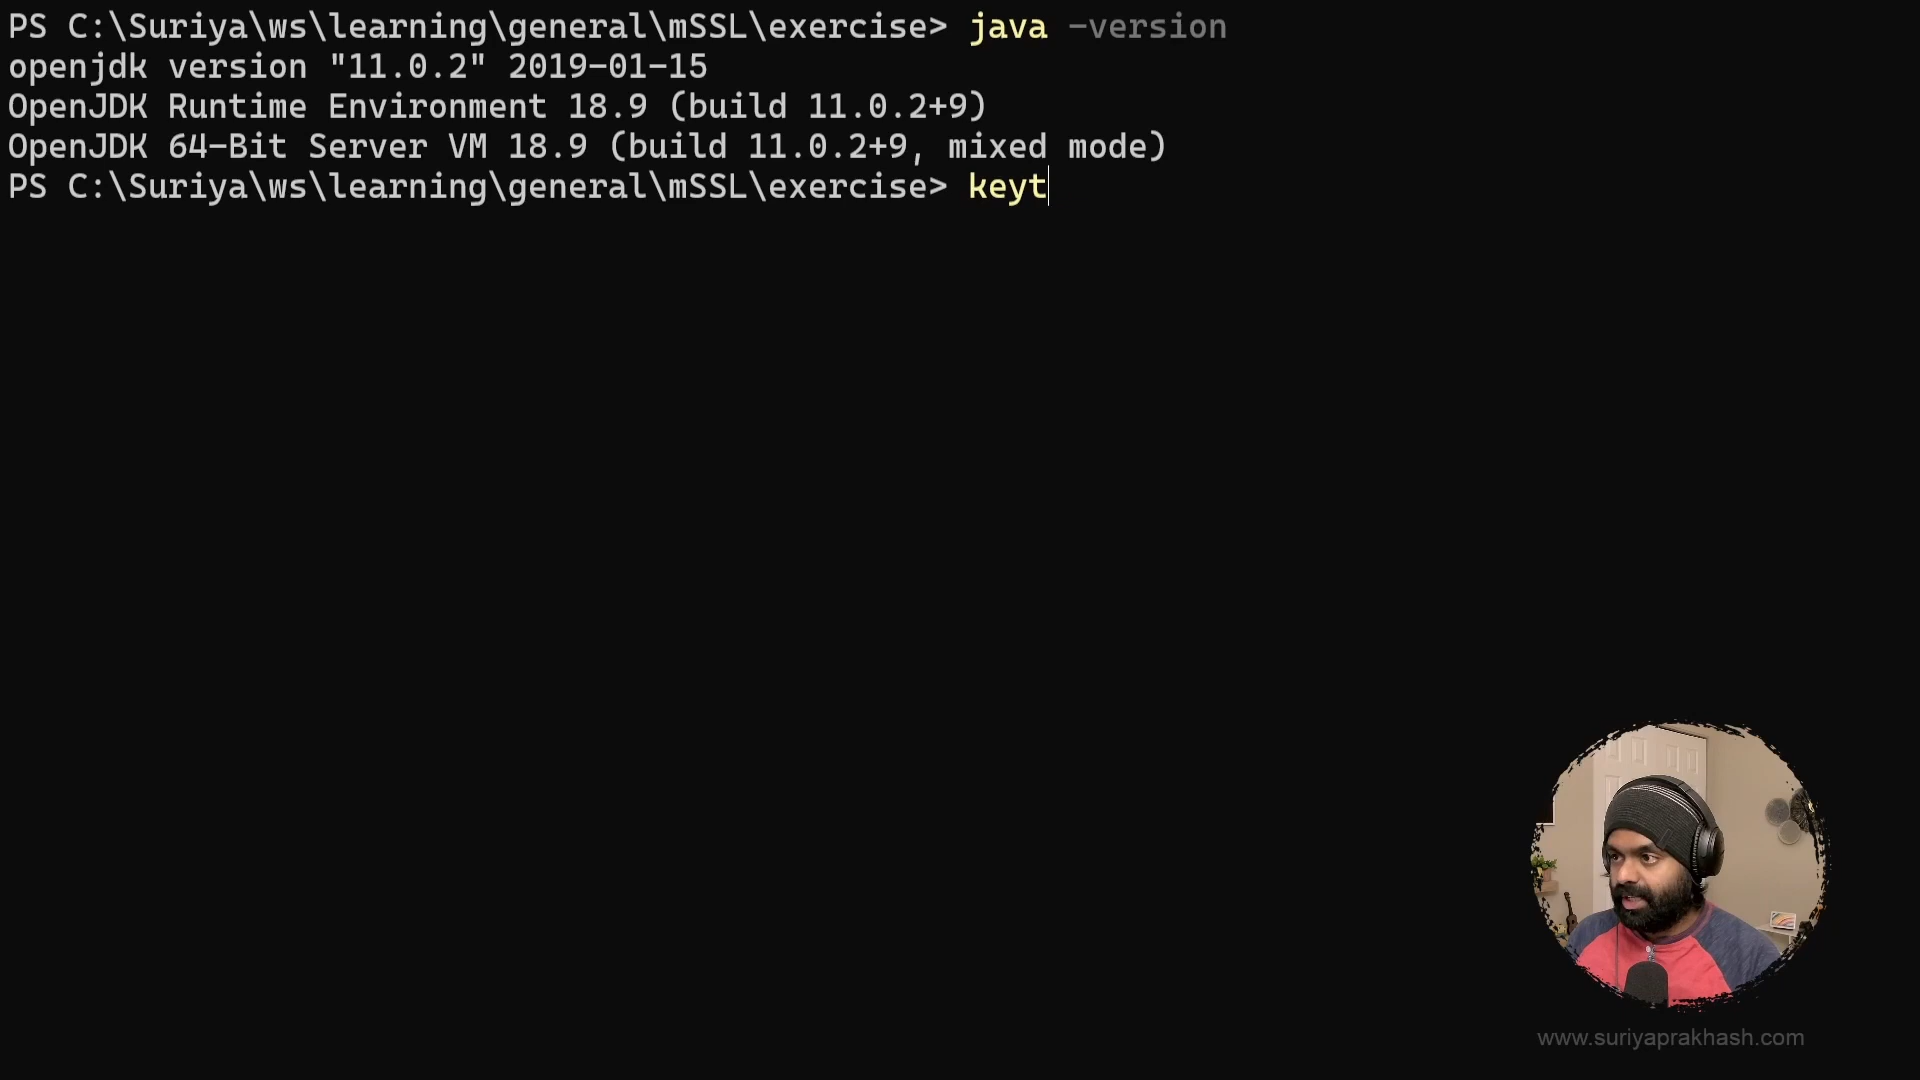 PS C:\Suriya\ws\learning\general\mSSL\exercise> java -version
openjdk version "11.0.2" 2019-01-15
OpenJDK Runtime Environment 18.9 (build 11.0.2+9)
OpenJDK 64-Bit Server VM 18.9 (build 11.0.2+9, mixed mode)
PS C:\Suriya\ws\learning\general\mSSL\exercise> keyt
www.suriyaprakhash.com